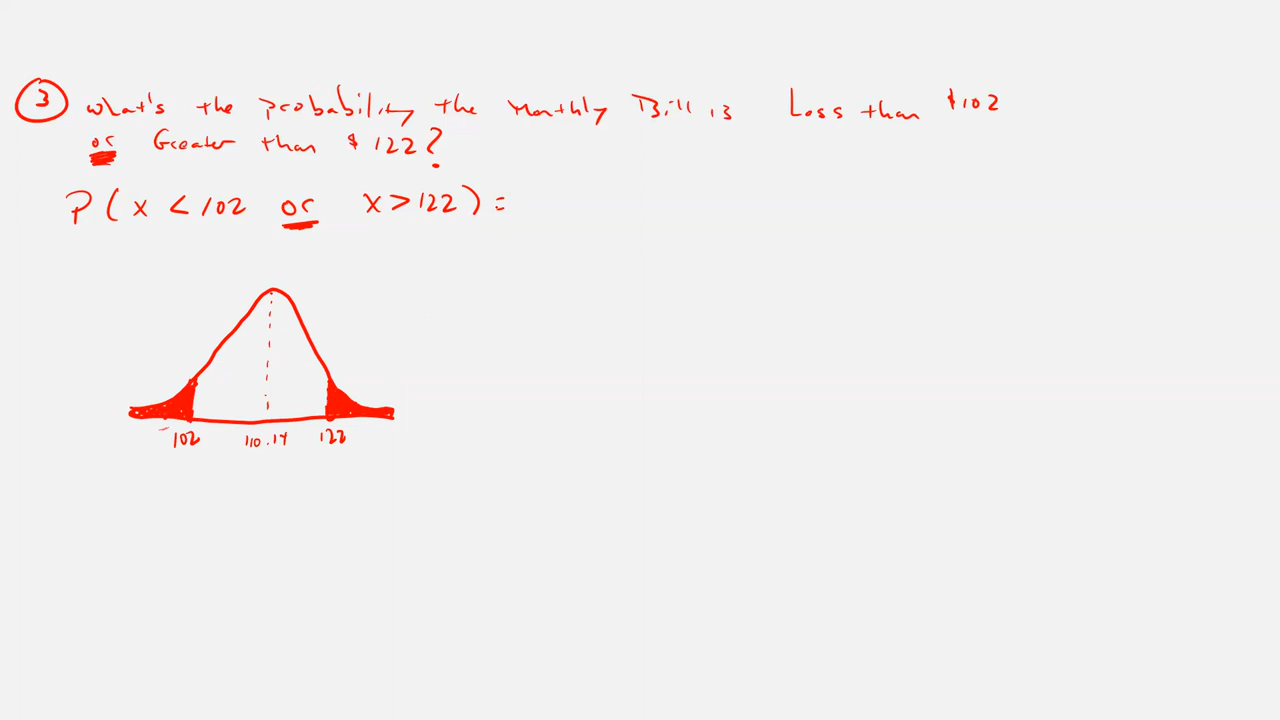 3 what's the probability the Monthly Bill is Less than $102
or Greater than $122?
P(x < 102 or x > 122) =
102 110.14 122